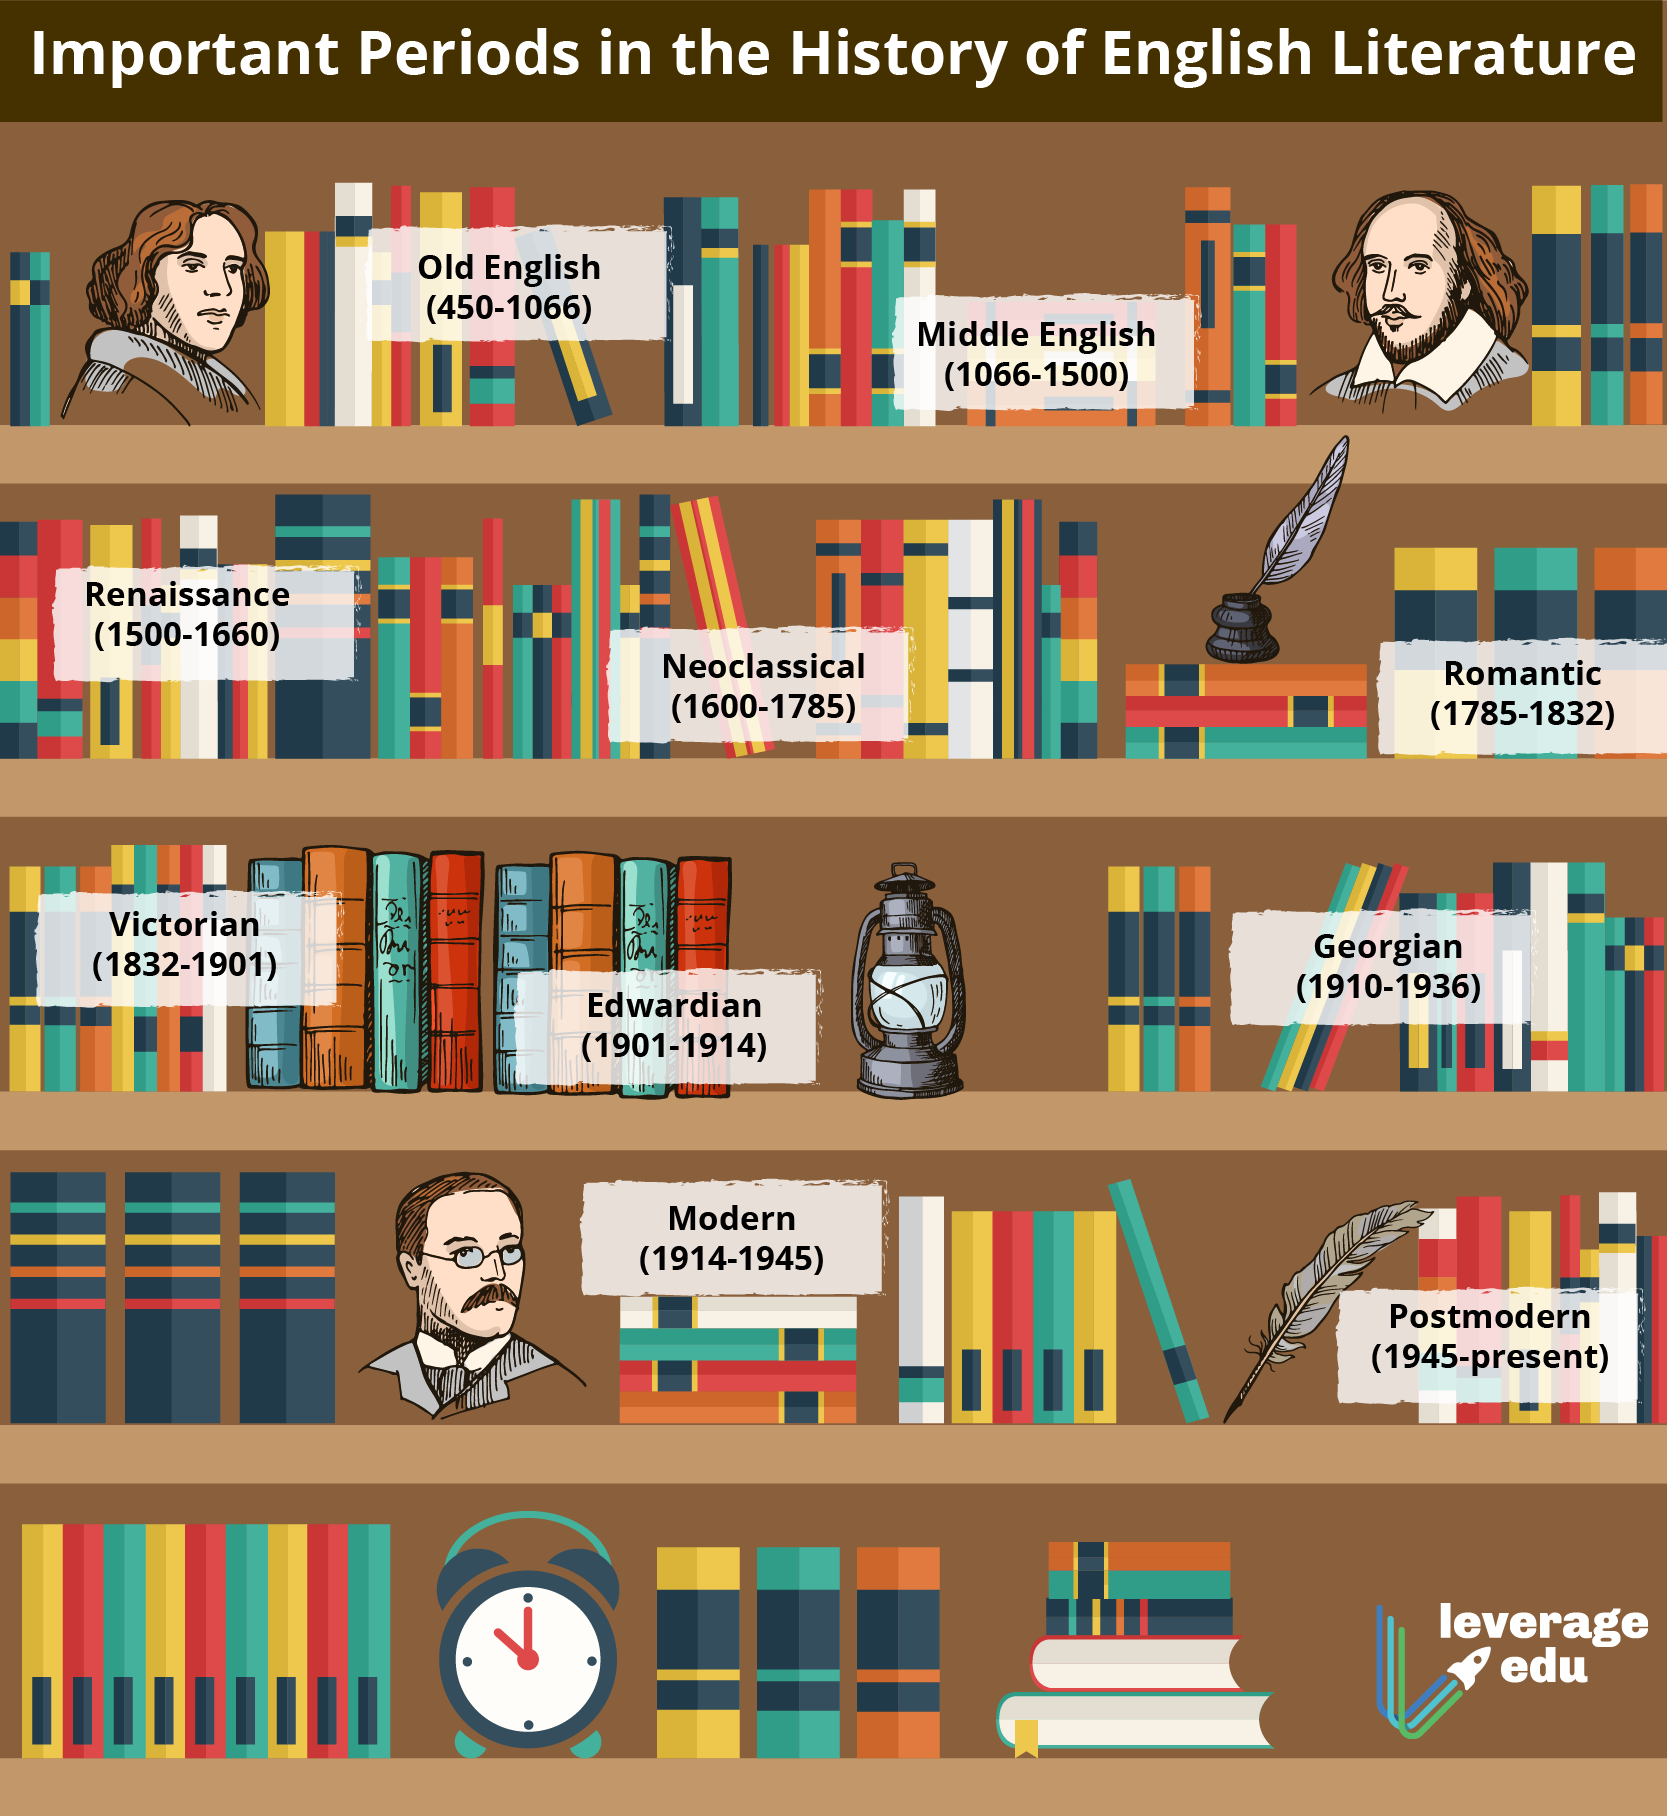 Important Periods in the History of English Literature
Old English
(450-1066)
Middle English
(1066-1500)
Renaissance
(1500-1660)
Neoclassical
(1600-1785)
Romantic
(1785-1832)
Victorian
(1832-1901)
Edwardian
(1901-1914)
Georgian
(1910-1936)
Modern
(1914-1945)
Postmodern
(1945-present)
leverage
edu